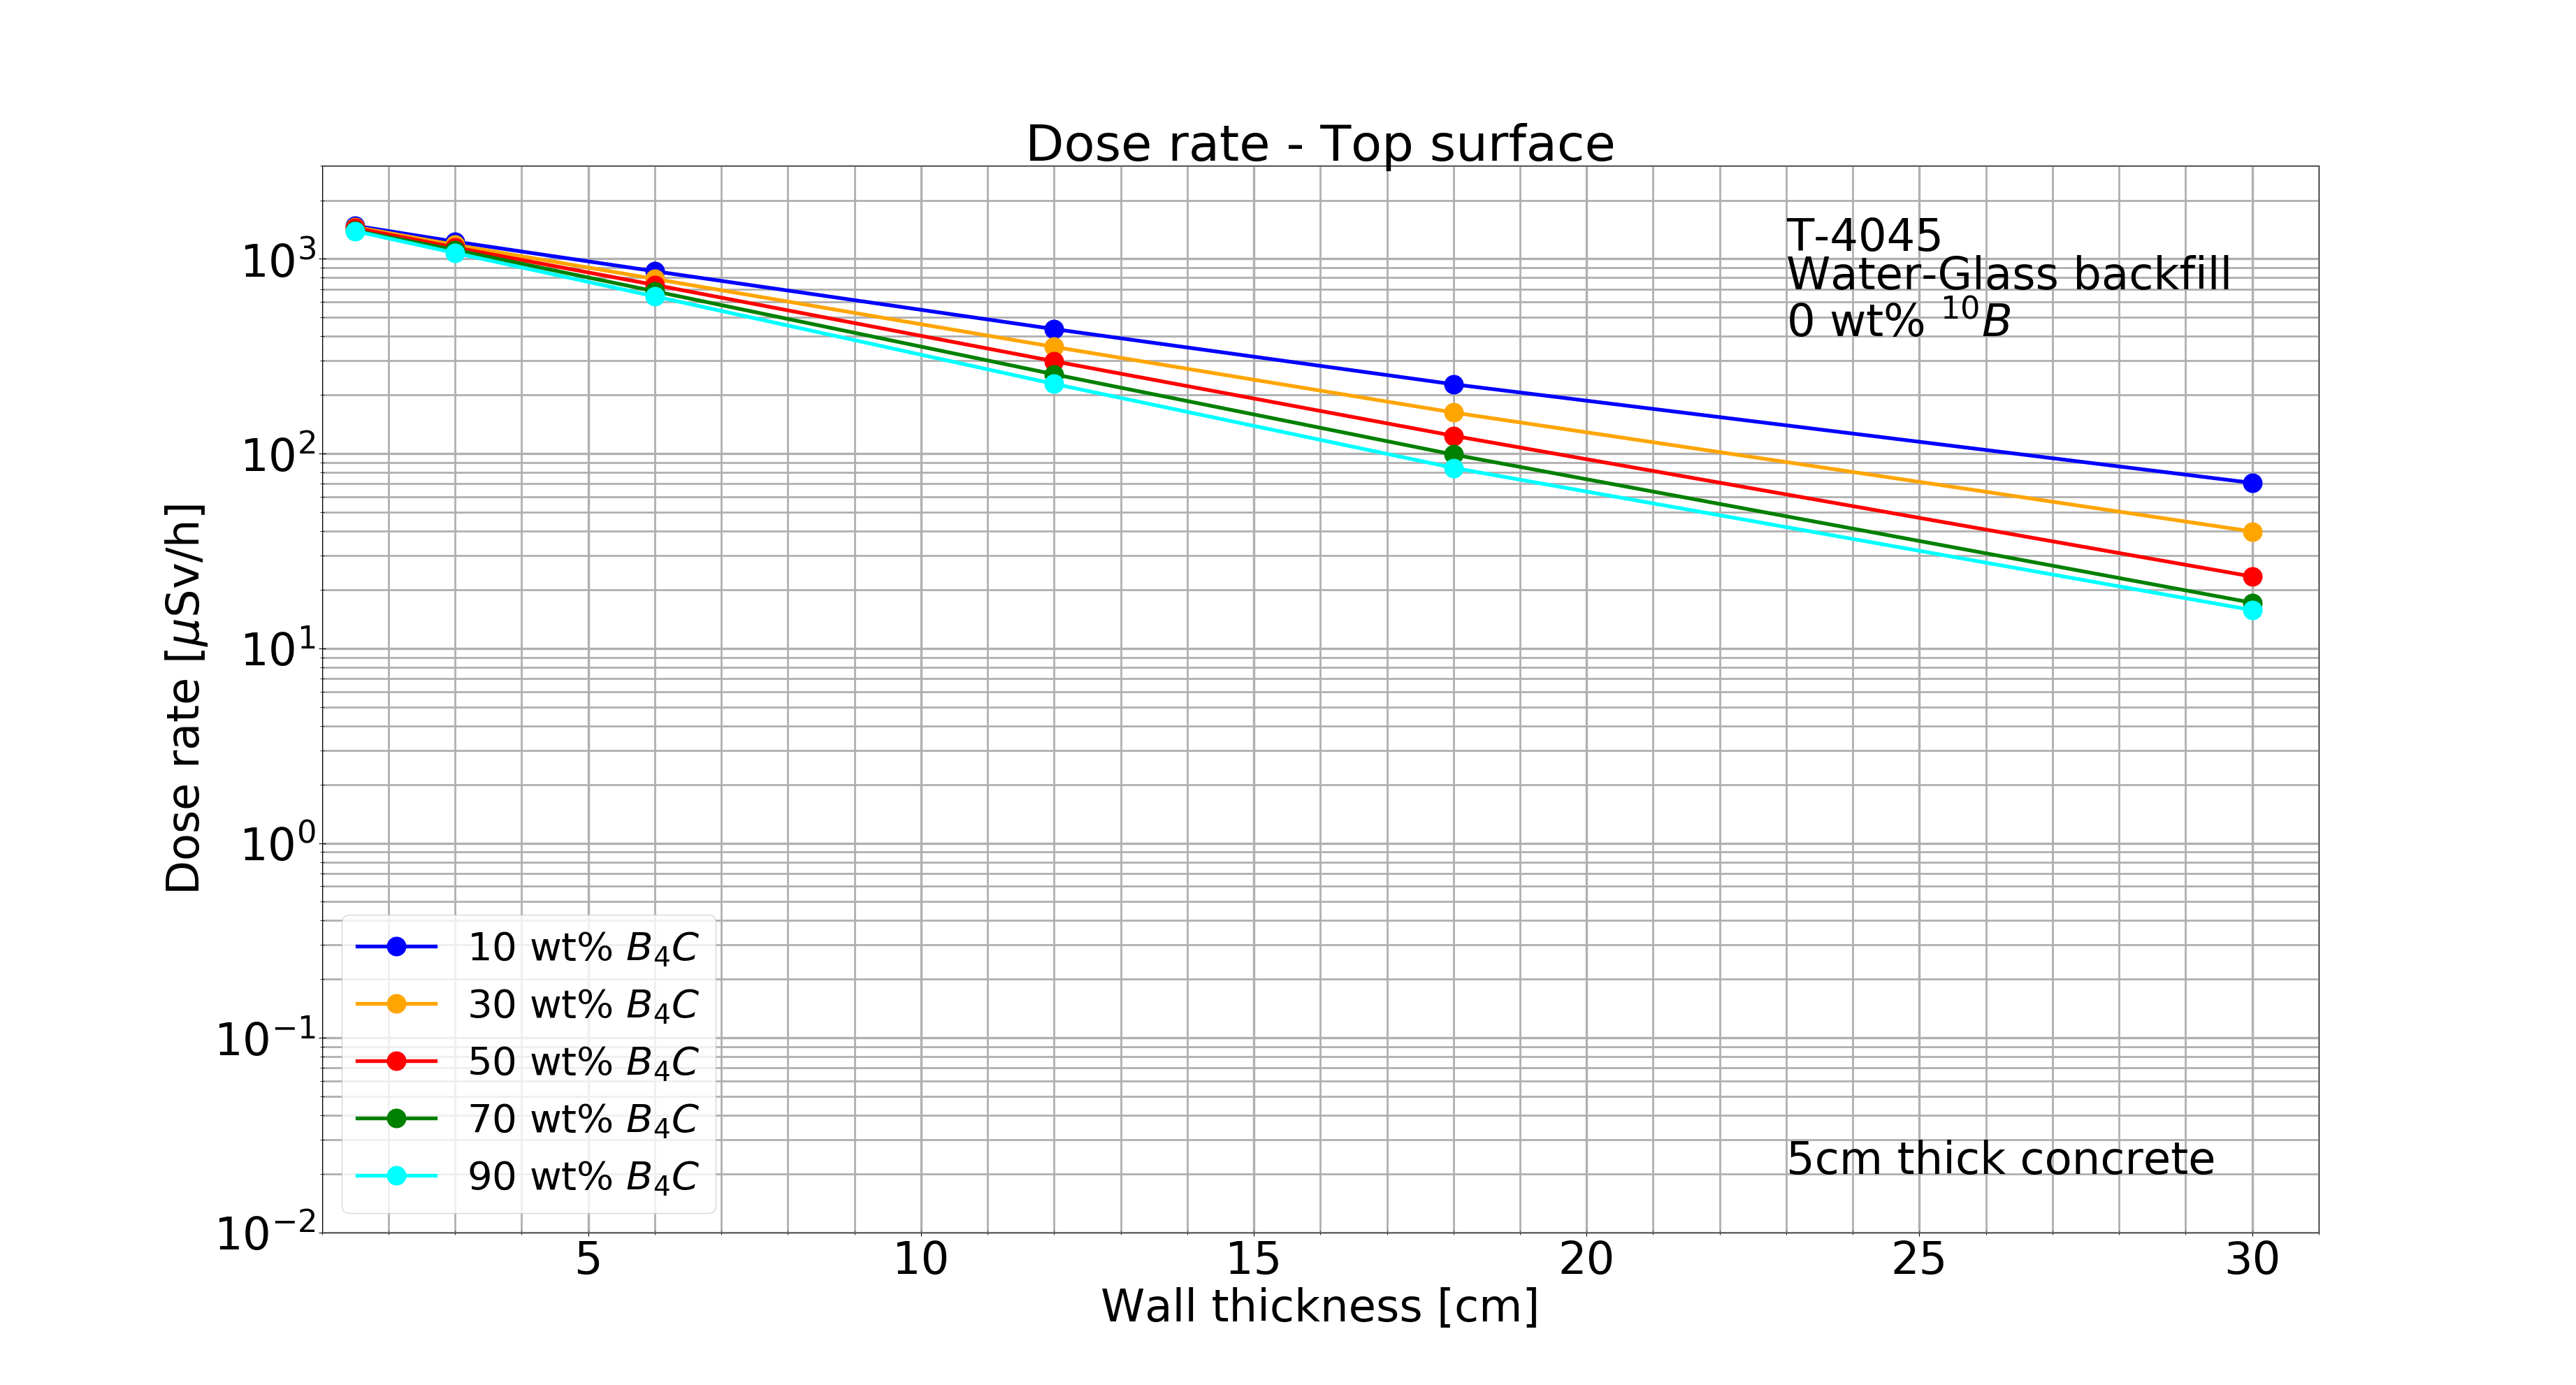 Dose rate - Top surface
T-4045
Water-Glass backfill
0 wt% ¹⁰B
10³
10²
10¹
10⁰
10⁻¹
10⁻²
Dose rate [μSv/h]
10 wt% B₄C
30 wt% B₄C
50 wt% B₄C
70 wt% B₄C
90 wt% B₄C
5cm thick concrete
5 10 15 20 25 30
Wall thickness [cm]